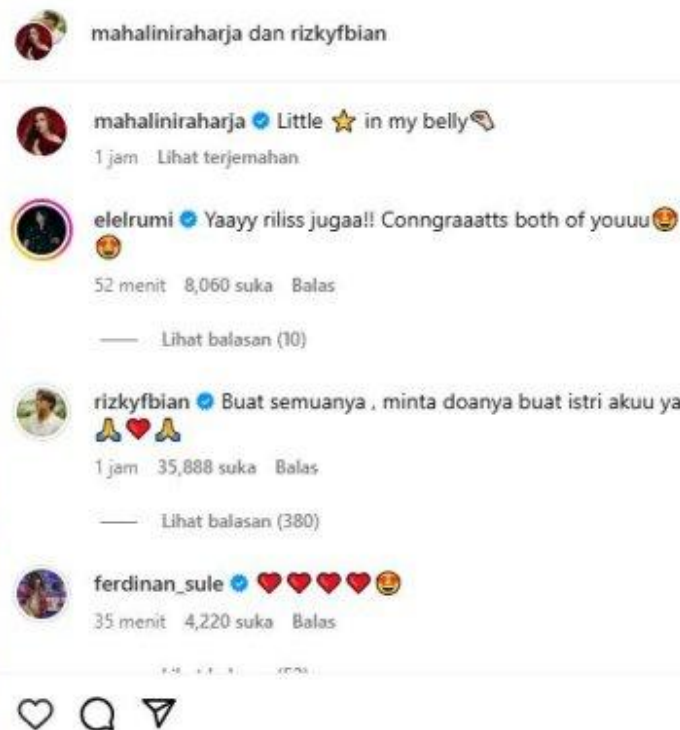 mahaliniraharja dan rizkyfbian
mahaliniraharja Little ⭐ in my belly🤏
1 jam Lihat terjemahan
elelrumi Yaayy riliss jugaa!! Conngraaatts both of youuu🤩
🤩
52 menit 8,060 suka Balas
Lihat balasan (10)
rizkyfbian Buat semuanya , minta doanya buat istri akuu ya
🙏❤️🙏
1 jam 35,888 suka Balas
Lihat balasan (380)
ferdinan_sule ❤️❤️❤️❤️🤩
35 menit 4,220 suka Balas